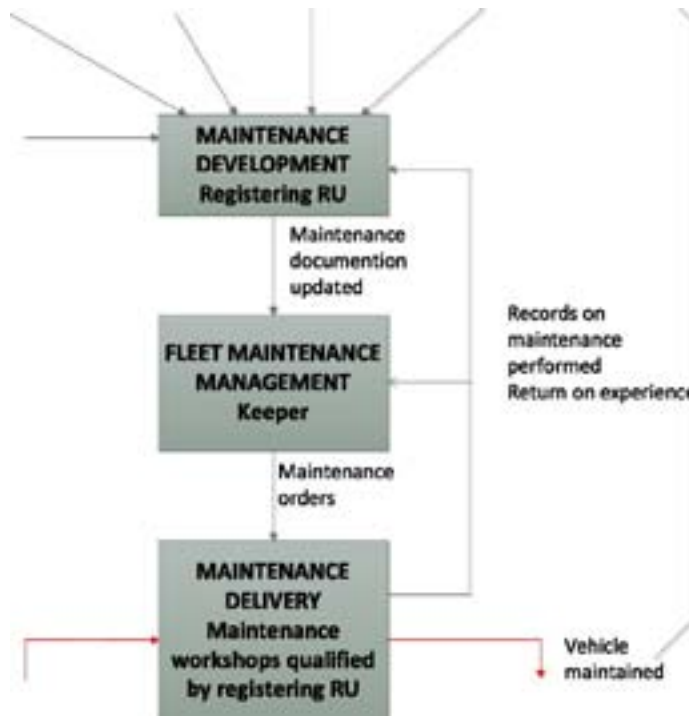 MAINTENANCE
DEVELOPMENT
Registering RU
Maintenance
documention
updated
FLEET MAINTENANCE
MANAGEMENT
Keeper
Records on
maintenance
performed
Return on experience
Maintenance
orders
MAINTENANCE
DELIVERY
Maintenance
workshops qualified
by registering RU
Vehicle
maintained